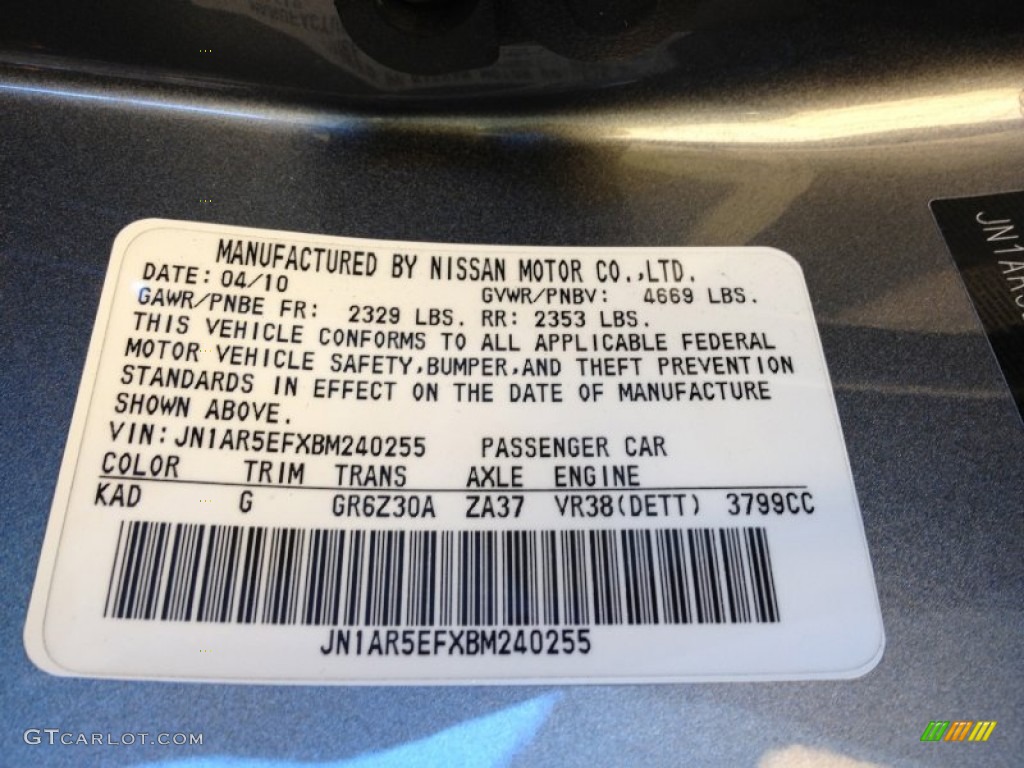 MANUFACTURED BY NISSAN MOTOR CO.,LTD.
DATE: 04/10
GVWR/PNBV: 4669 LBS.
GAWR/PNBE FR: 2329 LBS. RR: 2353 LBS.
THIS VEHICLE CONFORMS TO ALL APPLICABLE FEDERAL
MOTOR VEHICLE SAFETY,BUMPER,AND THEFT PREVENTION
STANDARDS IN EFFECT ON THE DATE OF MANUFACTURE
SHOWN ABOVE.
VIN: JN1AR5EFXBM240255 PASSENGER CAR
COLOR TRIM TRANS AXLE ENGINE
KAD G GR6Z30A ZA37 VR38(DETT) 3799CC
JN1AR5EFXBM240255
GTCARLOT.COM